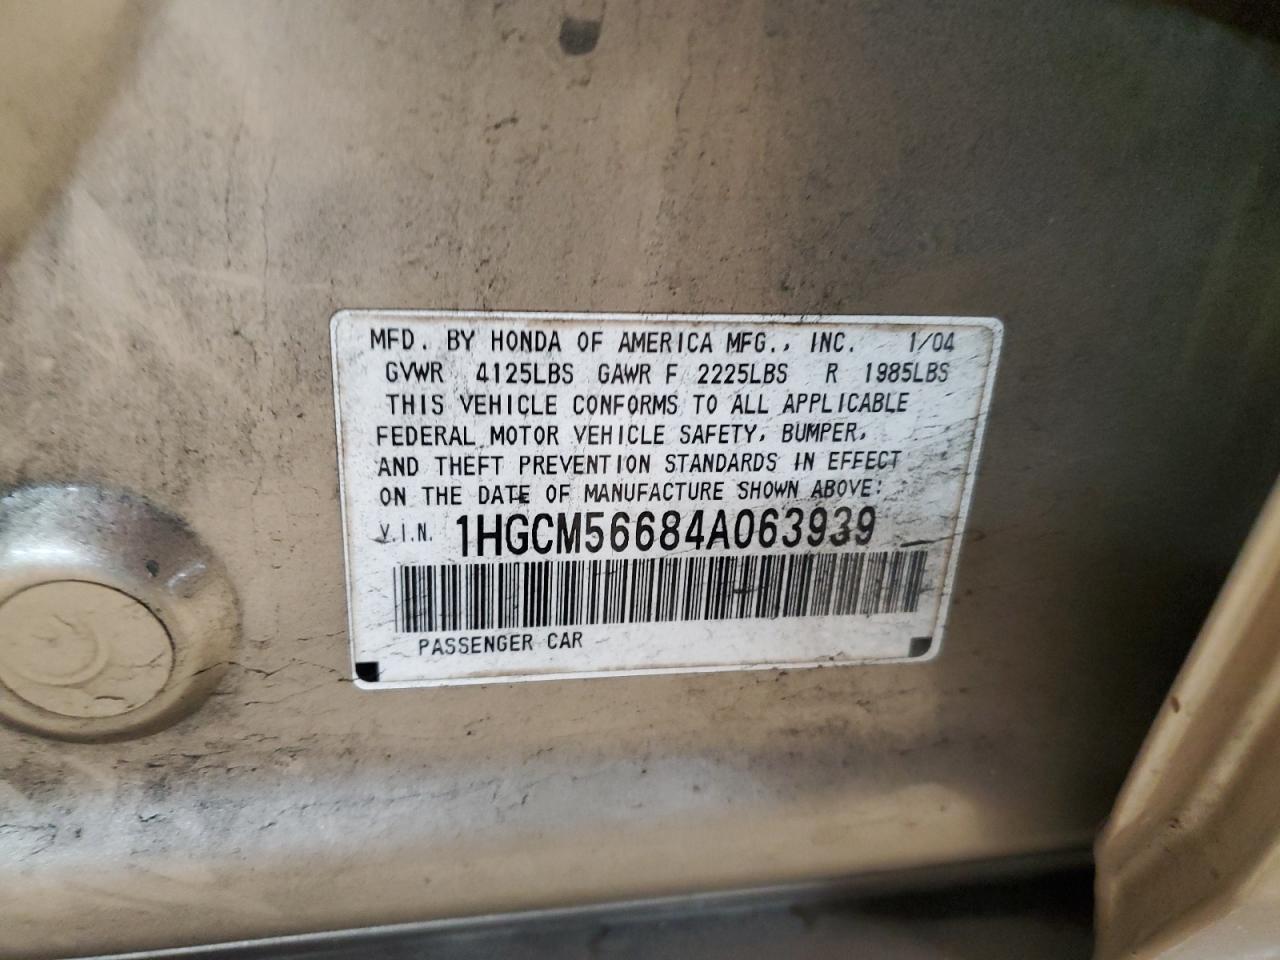 MFD. BY HONDA OF AMERICA MFG., INC. 1/04
GVWR 4125LBS GAWR F 2225LBS R 1985LBS
THIS VEHICLE CONFORMS TO ALL APPLICABLE
FEDERAL MOTOR VEHICLE SAFETY, BUMPER,
AND THEFT PREVENTION STANDARDS IN EFFECT
ON THE DATE OF MANUFACTURE SHOWN ABOVE:
V.I.N. 1HGCM56684A063939
PASSENGER CAR